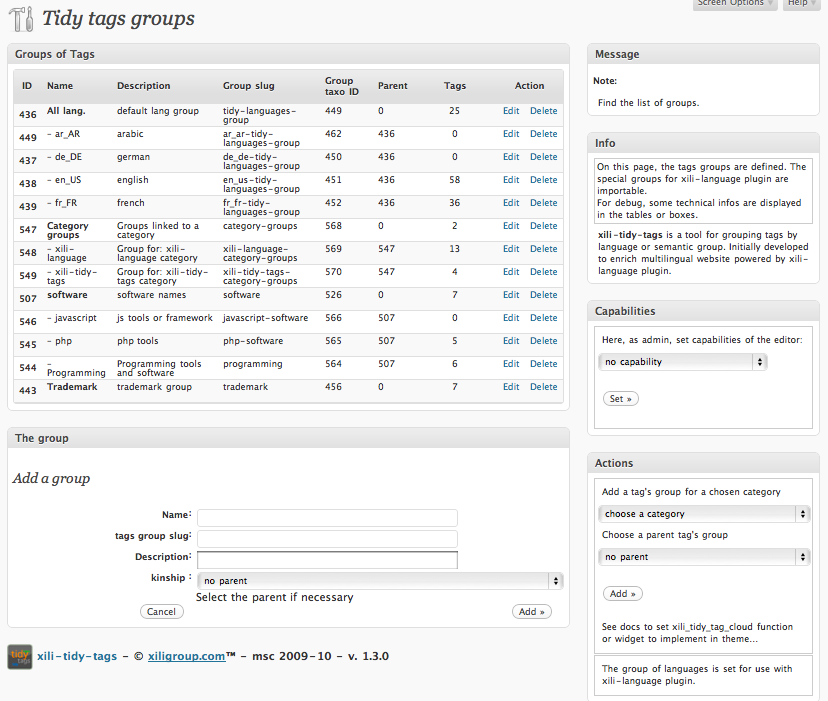 Screen Options
Help
Tidy tags groups
Groups of Tags
ID Name Description Group slug Group taxo ID Parent Tags Action
436 All lang. default lang group tidy-languages-group 449 0 25 Edit Delete
449 - ar_AR arabic ar_ar-tidy-languages-group 462 436 0 Edit Delete
437 - de_DE german de_de-tidy-languages-group 450 436 0 Edit Delete
438 - en_US english en_us-tidy-languages-group 451 436 58 Edit Delete
439 - fr_FR french fr_fr-tidy-languages-group 452 436 36 Edit Delete
547 Category groups Groups linked to a category category-groups 568 0 2 Edit Delete
548 - xili-language Group for: xili-language category xili-language-category-groups 569 547 13 Edit Delete
549 - xili-tidy-tags Group for: xili-tidy-tags category xili-tidy-tags-category-groups 570 547 4 Edit Delete
507 software software names software 526 0 7 Edit Delete
546 - javascript js tools or framework javascript-software 566 507 0 Edit Delete
545 - php php tools php-software 565 507 5 Edit Delete
544 - Programming Programming tools and software programming 564 507 6 Edit Delete
443 Trademark trademark group trademark 456 0 7 Edit Delete
The group
Add a group
Name:
tags group slug:
Description:
kinship : no parent
Select the parent if necessary
Cancel
Add »
xili-tidy-tags - © xiligroup.com™ - msc 2009-10 - v. 1.3.0
Message
Note:
Find the list of groups.
Info
On this page, the tags groups are defined. The
special groups for xili-language plugin are
importable.
For debug, some technical infos are displayed
in the tables or boxes.
xili-tidy-tags is a tool for grouping tags by
language or semantic group. Initially developed
to enrich multilingual website powered by xili-
language plugin.
Capabilities
Here, as admin, set capabilities of the editor:
no capability
Set »
Actions
Add a tag's group for a chosen category
choose a category
Choose a parent tag's group
no parent
Add »
See docs to set xili_tidy_tag_cloud function
or widget to implement in theme...
The group of languages is set for use with
xili-language plugin.
tidy
tags